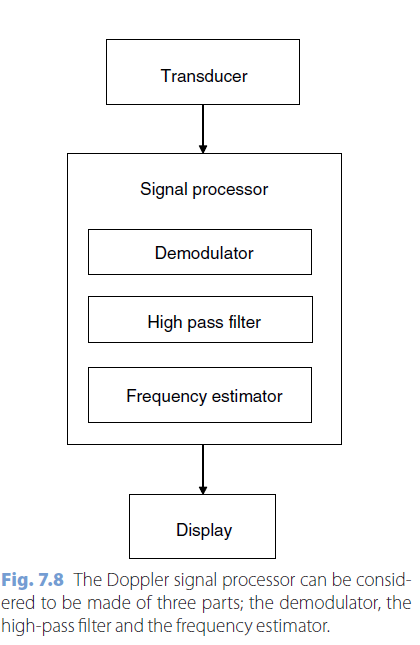 Transducer
Signal processor
Demodulator
High pass filter
Frequency estimator
Display
Fig. 7.8 The Doppler signal processor can be consid-
ered to be made of three parts; the demodulator, the
high-pass filter and the frequency estimator.